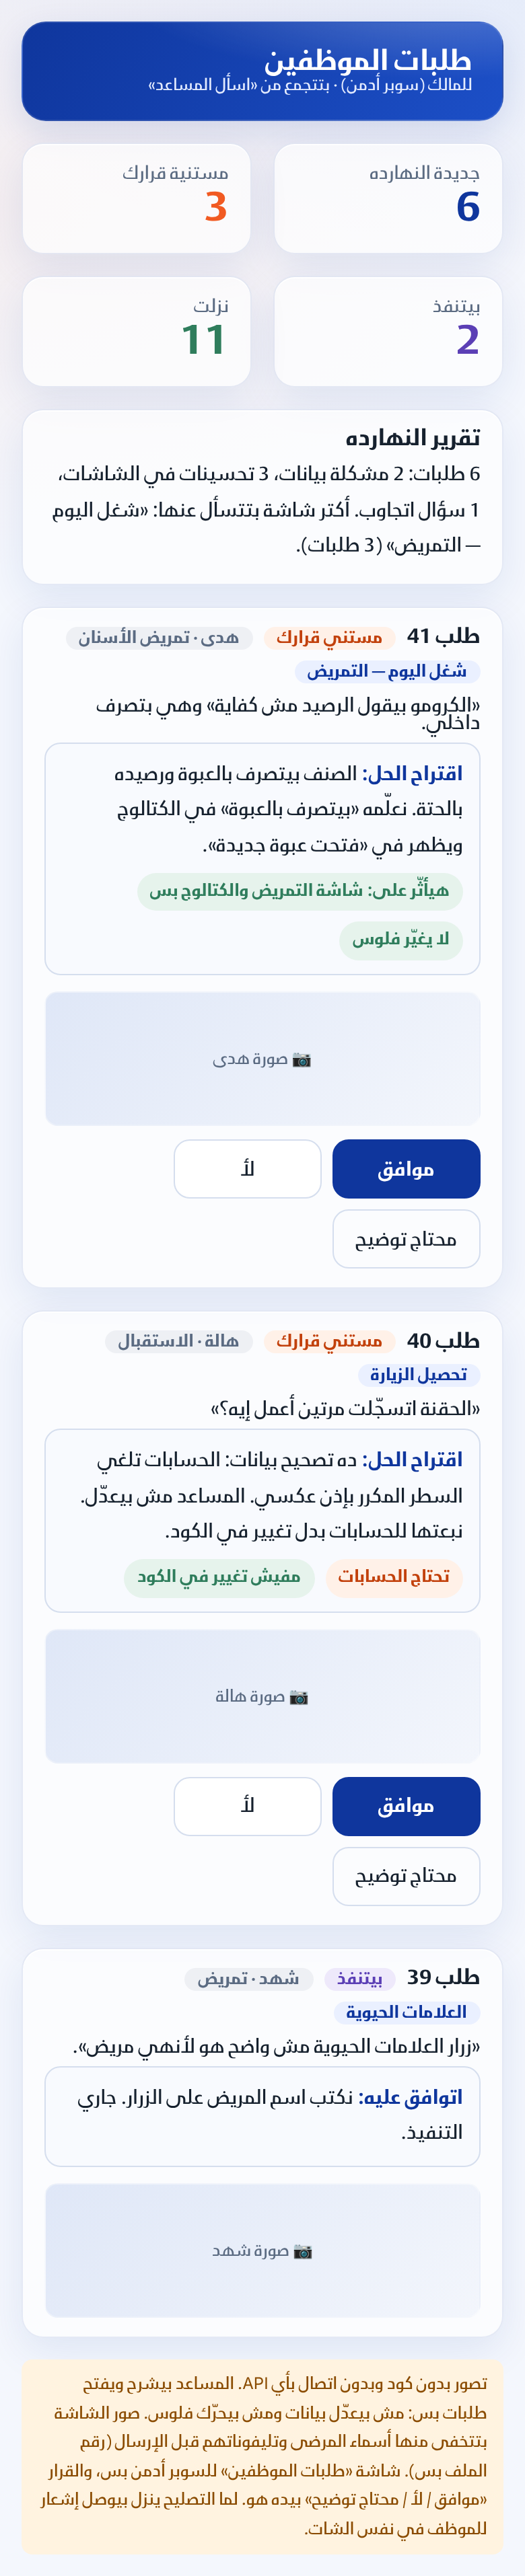 طلبات الموظفين
للمالك (سوبر أدمن) · بتتجمع من «اسأل المساعد»
جديدة النهارده
6
مستنية قرارك
3
بيتنفذ
2
نزلت
11
تقرير النهارده
6 طلبات: 2 مشكلة بيانات، 3 تحسينات في الشاشات،
1 سؤال اتجاوب. أكتر شاشة بتتسأل عنها: «شغل اليوم
— التمريض» (3 طلبات).
طلب 41 مستني قرارك هدى · تمريض الأسنان
شغل اليوم — التمريض
«الكرومو بيقول الرصيد مش كفاية» وهي بتصرف
داخلي.
اقتراح الحل: الصنف بيتصرف بالعبوة ورصيده
بالحتة. نعلّمه «بيتصرف بالعبوة» في الكتالوج
ويظهر في «فتحت عبوة جديدة».
هيأثّر على: شاشة التمريض والكتالوج بس
لا يغيّر فلوس
📷 صورة هدى
موافق
لأ
محتاج توضيح
طلب 40 مستني قرارك هالة · الاستقبال
تحصيل الزيارة
«الحقنة اتسجّلت مرتين أعمل إيه؟»
اقتراح الحل: ده تصحيح بيانات: الحسابات تلغي
السطر المكرر بإذن عكسي. المساعد مش بيعدّل.
نبعتها للحسابات بدل تغيير في الكود.
تحتاج الحسابات
مفيش تغيير في الكود
📷 صورة هالة
موافق
لأ
محتاج توضيح
طلب 39 بيتنفذ شهد · تمريض
العلامات الحيوية
«زرار العلامات الحيوية مش واضح هو لأنهي مريض».
اتوافق عليه: نكتب اسم المريض على الزرار. جاري
التنفيذ.
📷 صورة شهد
تصور بدون كود وبدون اتصال بأي API. المساعد بيشرح ويفتح
طلبات بس: مش بيعدّل بيانات ومش بيحرّك فلوس. صور الشاشة
بتتخفى منها أسماء المرضى وتليفوناتهم قبل الإرسال (رقم
الملف بس). شاشة «طلبات الموظفين» للسوبر أدمن بس، والقرار
«موافق / لأ / محتاج توضيح» بيده هو. لما التصليح ينزل بيوصل إشعار
للموظف في نفس الشات.